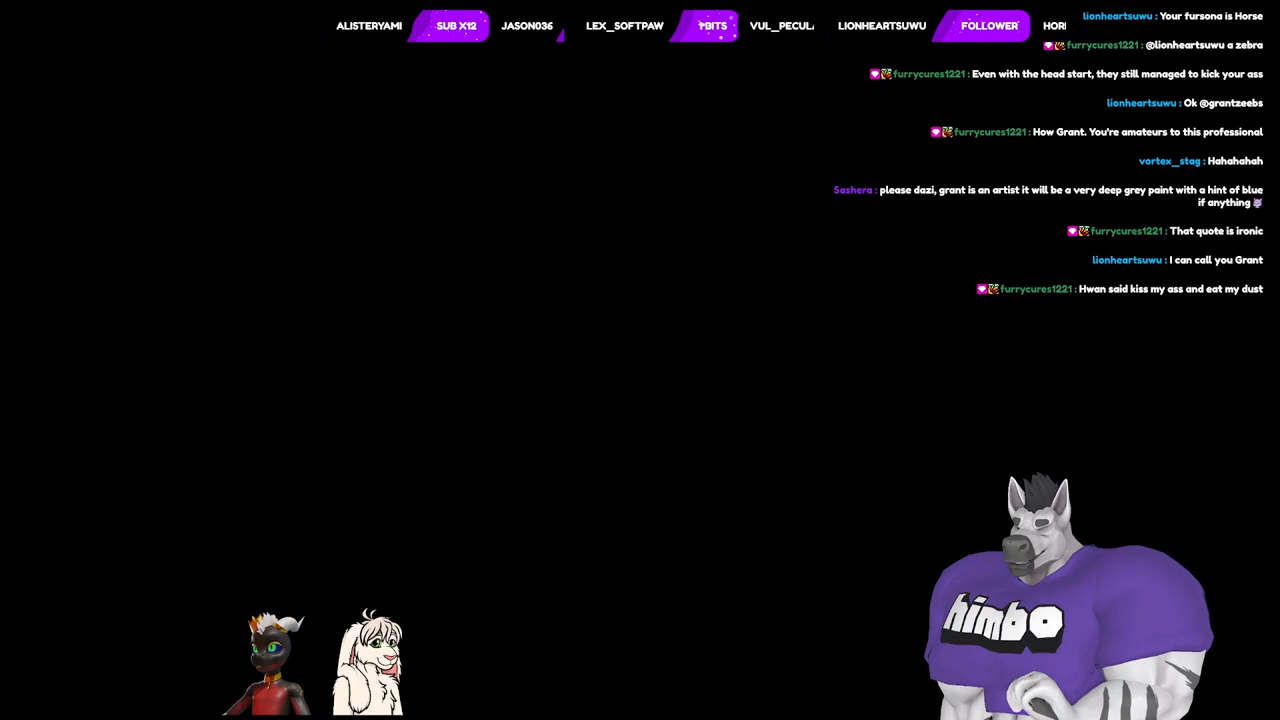 ALISTERYAMI SUB X12 JASON036 LEX_SOFTPAW BITS VUL_PECUL LIONHEARTSUWU FOLLOWER HOR
lionheartsuwu : Your fursona is Horse
furrycures1221 : @lionheartsuwu a zebra
furrycures1221 : Even with the head start, they still managed to kick your ass
lionheartsuwu : Ok @grantzeebs
furrycures1221 : How Grant. You're amateurs to this professional
vortex_stag : Hahahahah
Sashera : please dazi, grant is an artist it will be a very deep grey paint with a hint of blue
if anything
furrycures1221 : That quote is ironic
lionheartsuwu : I can call you Grant
furrycures1221 : Hwan said kiss my ass and eat my dust
himbo